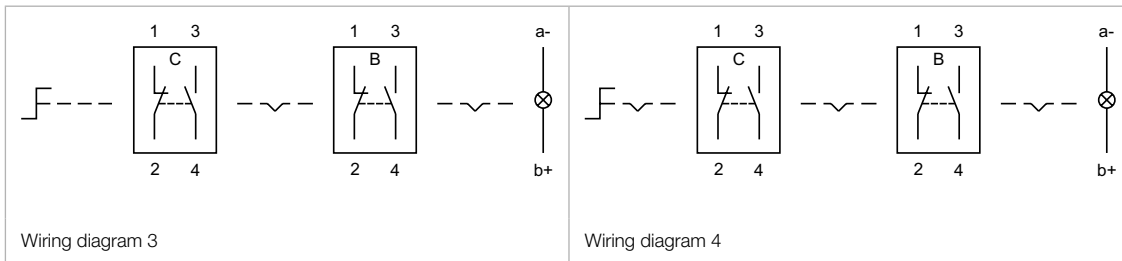 1 3 1 3 a-
C B
2 4 2 4 b+
Wiring diagram 3
1 3 1 3 a-
C B
2 4 2 4 b+
Wiring diagram 4